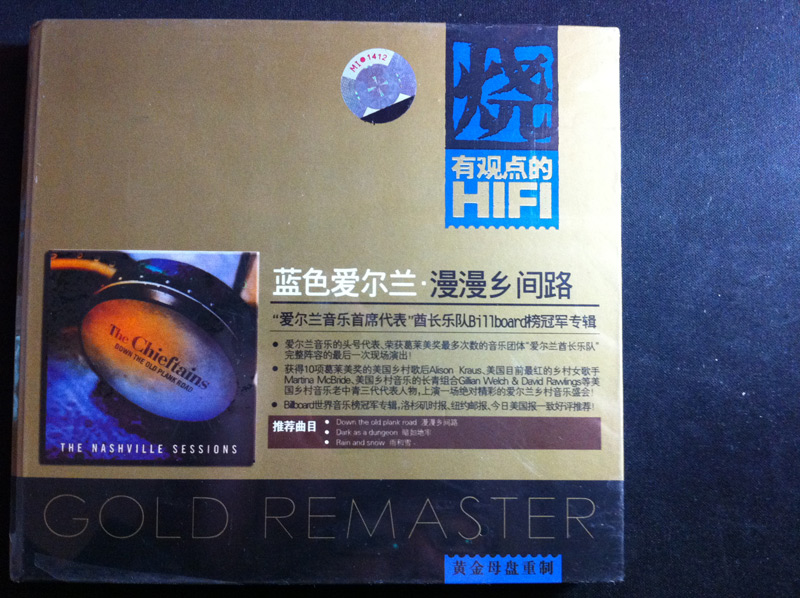 MI●1412
烧
有观点的
HIFI
蓝色爱尔兰·漫漫乡间路
“爱尔兰音乐首席代表”酋长乐队Billboard榜冠军专辑
● 爱尔兰音乐的头号代表、荣获葛莱美奖最多次数的音乐团体“爱尔兰酋长乐队”
完整阵容的最后一次现场演出!
● 获得10项葛莱美奖的美国乡村歌后Alison Kraus、美国目前最红的乡村女歌手
Martina McBride、美国乡村音乐的长青组合Gillian Welch & David Rawlings等美
国乡村音乐老中青三代代表人物,上演一场绝对精彩的爱尔兰乡村音乐盛会!
● Billboard世界音乐榜冠军专辑,洛杉矶时报、纽约邮报、今日美国报一致好评推荐!
推荐曲目
● Down the old plank road 漫漫乡间路
● Dark as a dungeon 暗如地牢
● Rain and snow 雨和雪
The Chieftains
DOWN THE OLD PLANK ROAD
THE NASHVILLE SESSIONS
GOLD REMASTER
黄金母盘重制